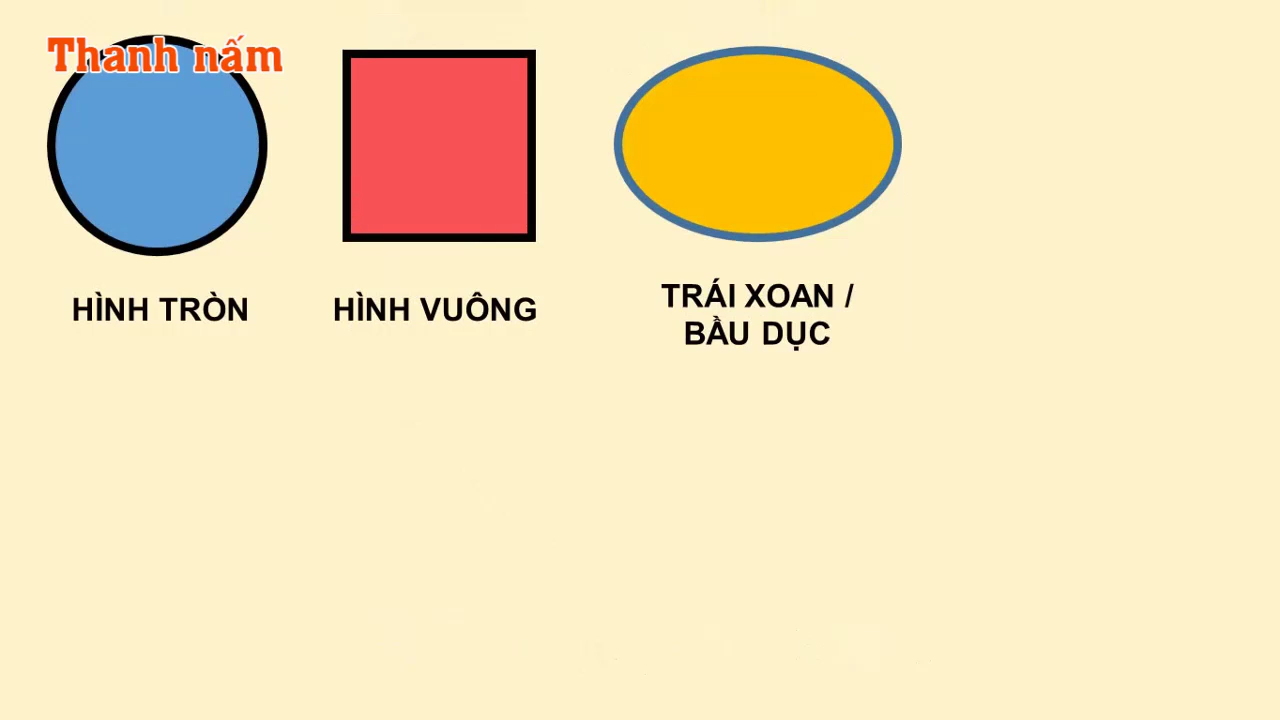 Thanh nấm
HÌNH TRÒN
HÌNH VUÔNG
TRÁI XOAN /
BẦU DỤC